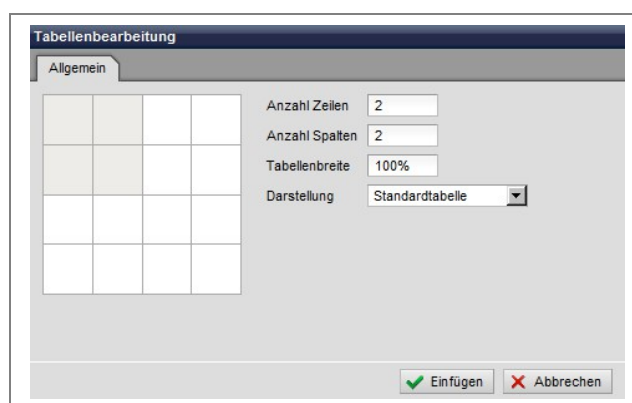 Tabellenbearbeitung
Allgemein
Anzahl Zeilen 2
Anzahl Spalten 2
Tabellenbreite 100%
Darstellung Standardtabelle
Einfügen Abbrechen